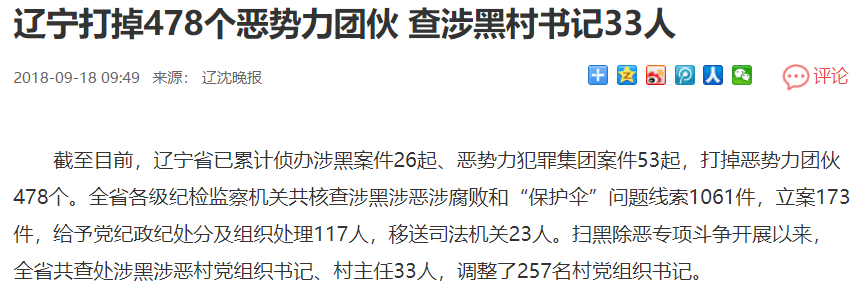 辽宁打掉478个恶势力团伙 查涉黑村书记33人
2018-09-18 09:49 来源： 辽沈晚报 评论
截至目前，辽宁省已累计侦办涉黑案件26起、恶势力犯罪集团案件53起，打掉恶势力团伙
478个。全省各级纪检监察机关共核查涉黑涉恶涉腐败和“保护伞”问题线索1061件，立案173
件，给予党纪政纪处分及组织处理117人，移送司法机关23人。扫黑除恶专项斗争开展以来，
全省共查处涉黑涉恶村党组织书记、村主任33人，调整了257名村党组织书记。